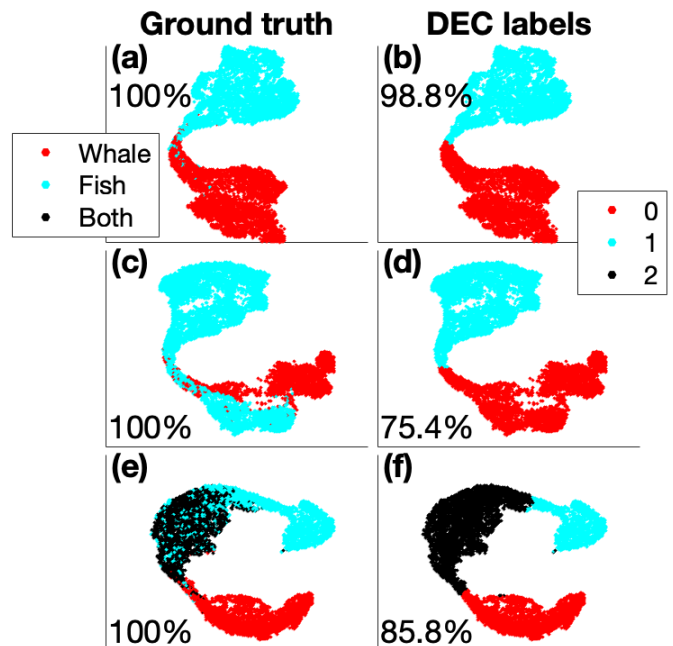 Ground truth
DEC labels
(a)
100%
(b)
98.8%
Whale
Fish
Both
0
1
2
(c)
100%
(d)
75.4%
(e)
100%
(f)
85.8%